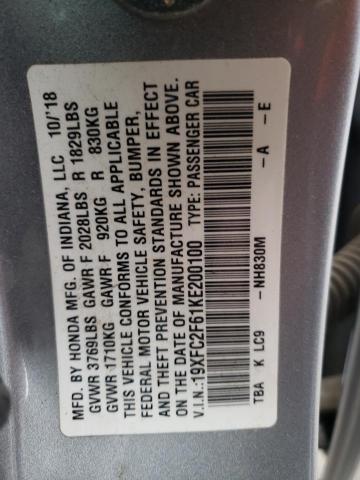 MFD. BY HONDA MFG. OF INDIANA, LLC 10/'18
GVWR 3769LBS GAWR F 2028LBS R 1829LBS
GVWR 1710KG GAWR F 920KG R 830KG
THIS VEHICLE CONFORMS TO ALL APPLICABLE
FEDERAL MOTOR VEHICLE SAFETY, BUMPER,
AND THEFT PREVENTION STANDARDS IN EFFECT
ON THE DATE OF MANUFACTURE SHOWN ABOVE.
V.I.N.:19XFC2F61KE200100 TYPE: PASSENGER CAR
TBA K LC9 -NH830M -A -E